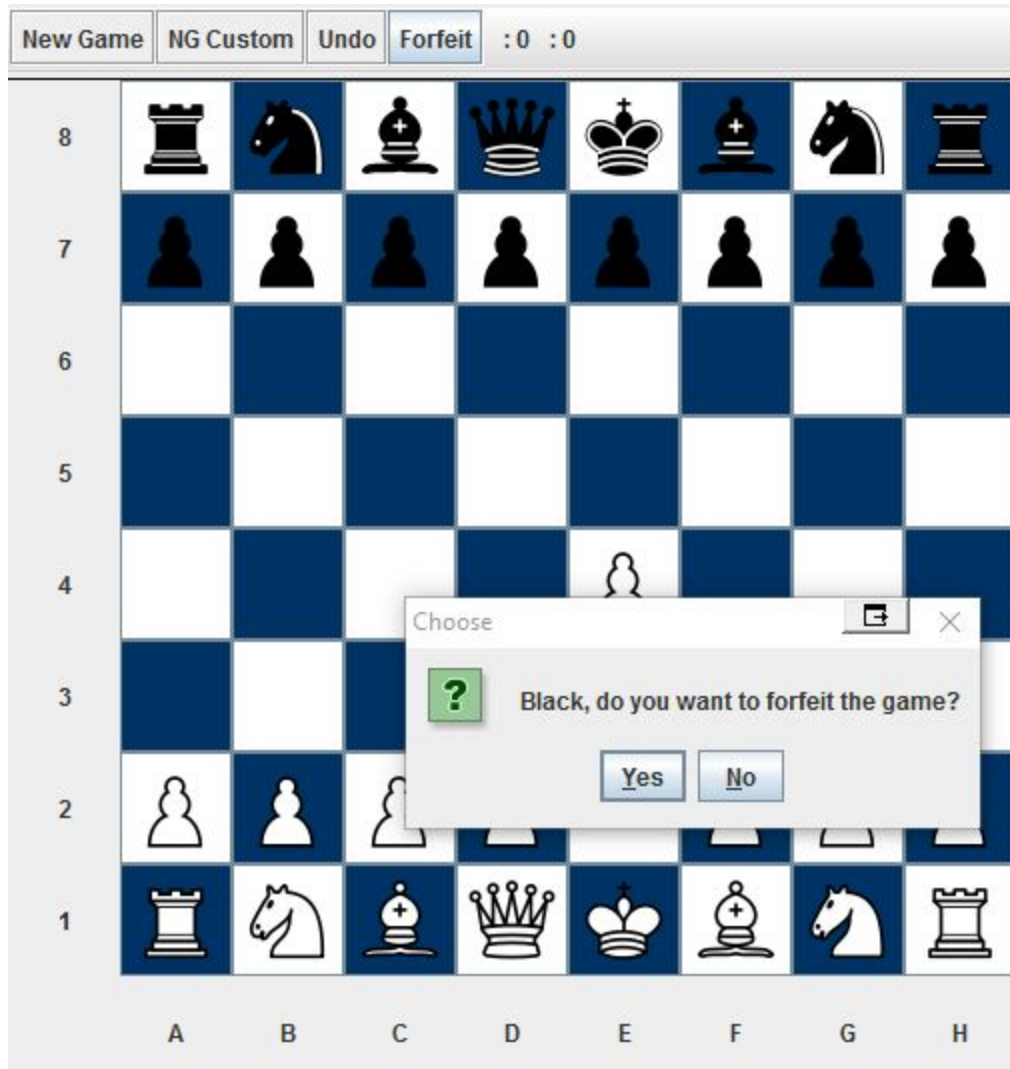 New Game NG Custom Undo Forfeit : 0 : 0
8
7
6
5
4
Choose
3
Black, do you want to forfeit the game?
Yes No
2
1
A B C D E F G H